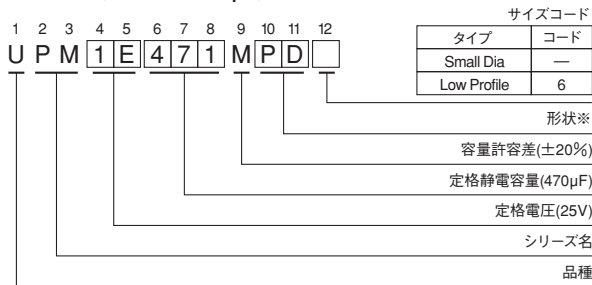 サイズコード
タイプ コード
Small Dia —
Low Profile 6
1 2 3 4 5 6 7 8 9 10 11 12
U P M 1 E 4 7 1 M P D
形状※
容量許容差(±20%)
定格静電容量(470µF)
定格電圧(25V)
シリーズ名
品種